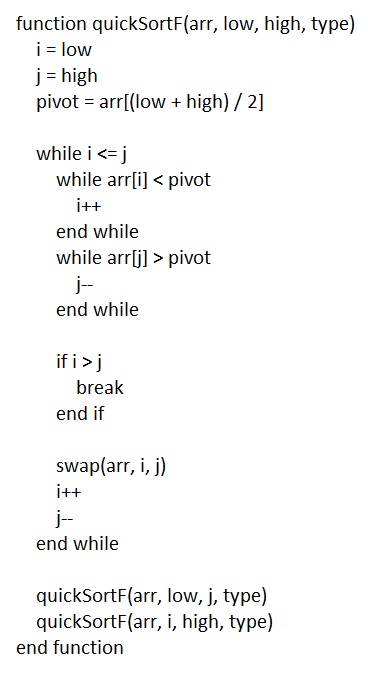 function quickSortF(arr, low, high, type)
i = low
j = high
pivot = arr[(low + high) / 2]
while i <= j
while arr[i] < pivot
i++
end while
while arr[j] > pivot
j--
end while
if i > j
break
end if
swap(arr, i, j)
i++
j--
end while
quickSortF(arr, low, j, type)
quickSortF(arr, i, high, type)
end function